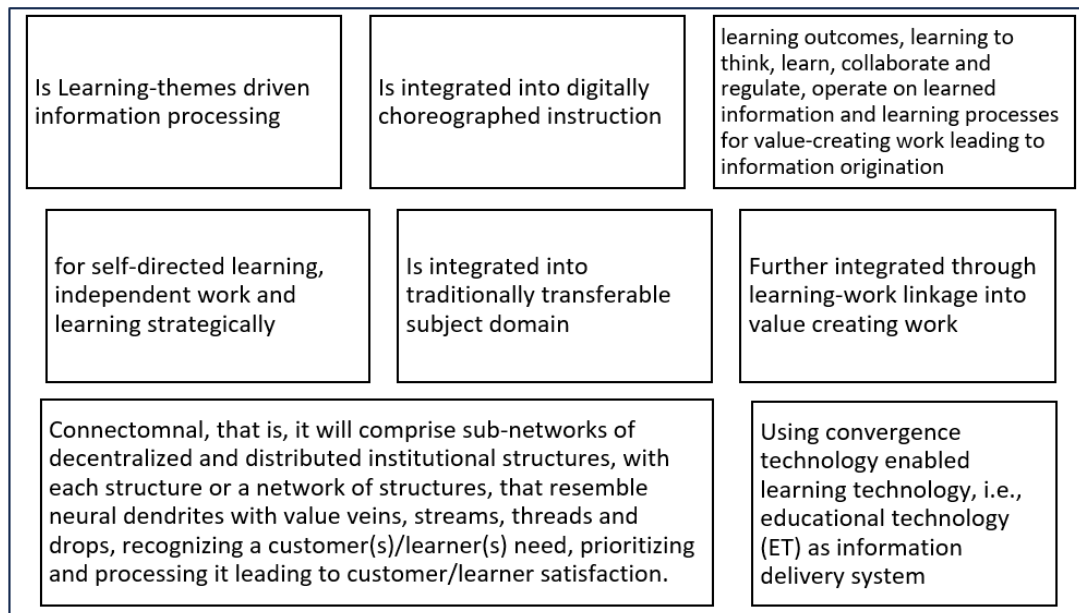 Is Learning-themes driven
information processing
Is integrated into digitally
choreographed instruction
learning outcomes, learning to
think, learn, collaborate and
regulate, operate on learned
information and learning processes
for value-creating work leading to
information origination
for self-directed learning,
independent work and
learning strategically
Is integrated into
traditionally transferable
subject domain
Further integrated through
learning-work linkage into
value creating work
Connectomnal, that is, it will comprise sub-networks of
decentralized and distributed institutional structures, with
each structure or a network of structures, that resemble
neural dendrites with value veins, streams, threads and
drops, recognizing a customer(s)/learner(s) need, prioritizing
and processing it leading to customer/learner satisfaction.
Using convergence
technology enabled
learning technology, i.e.,
educational technology
(ET) as information
delivery system